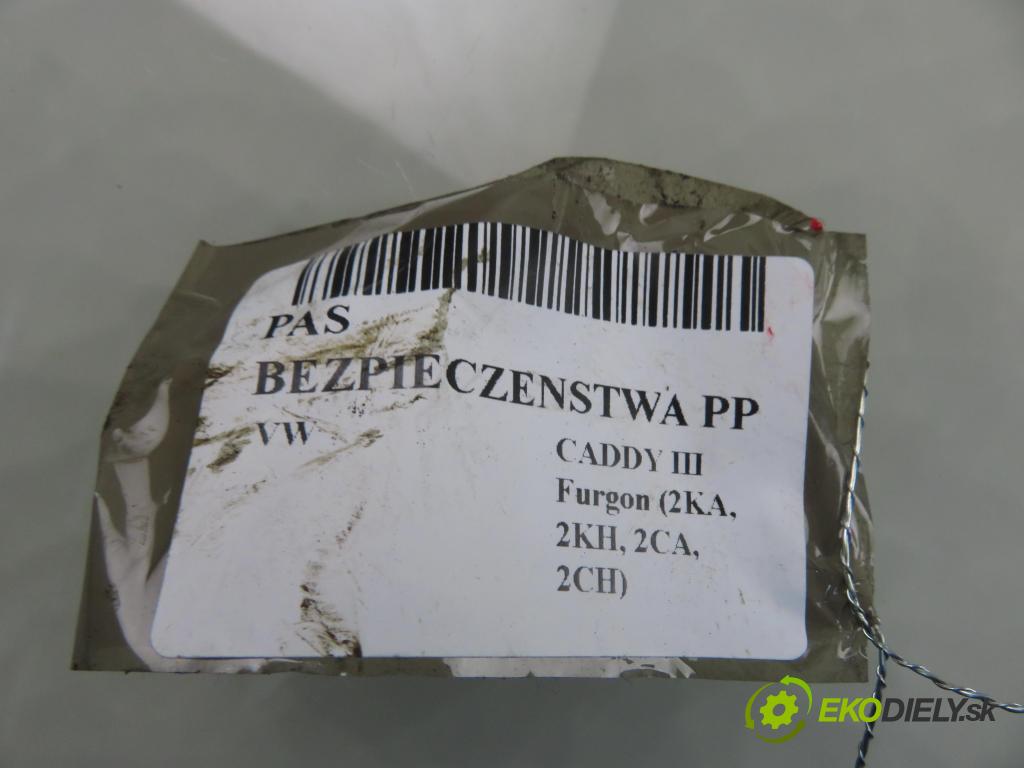 PAS
BEZPIECZENSTWA PP
VW
CADDY III
Furgon (2KA,
2KH, 2CA,
2CH)
EKODIELY.sk